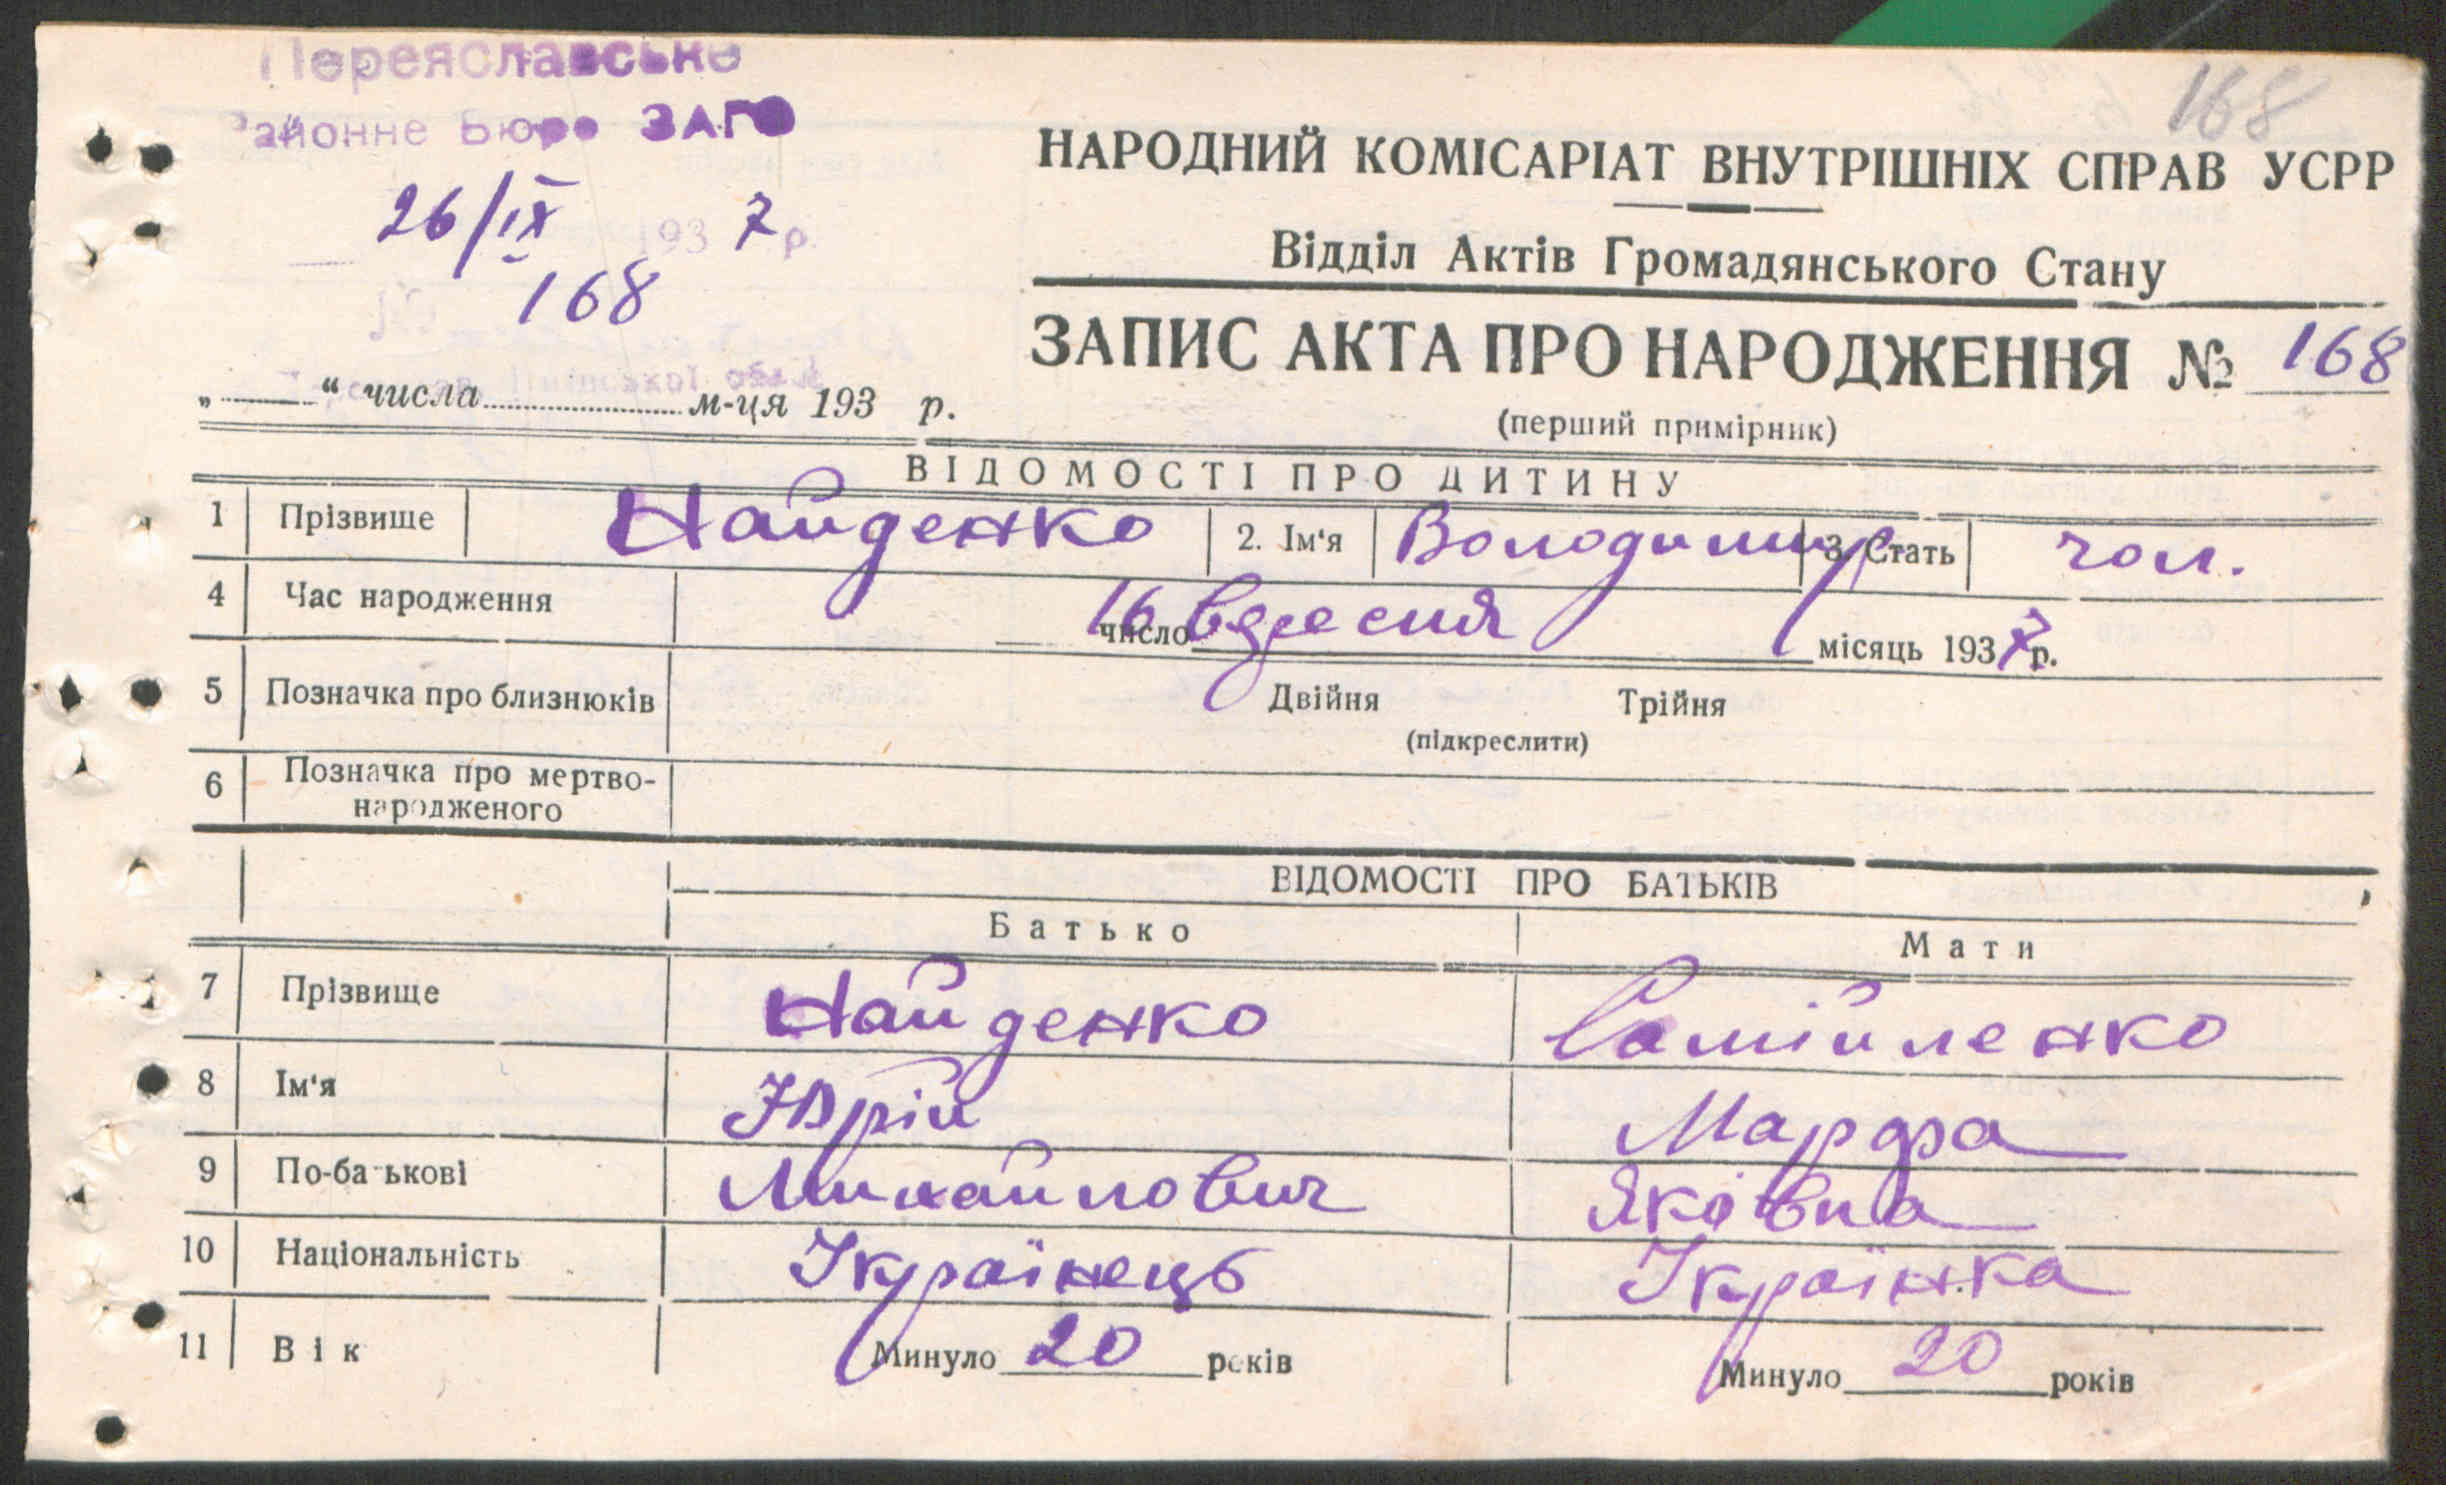 Переяславське
Районне Бюро ЗАГС
168
26/IX 1937 р.
№ 168
НАРОДНИЙ КОМІСАРІАТ ВНУТРІШНІХ СПРАВ УСРР
Відділ Актів Громадянського Стану
ЗАПИС АКТА ПРО НАРОДЖЕННЯ № 168
(перший примірник)
„ “ числа м-ця 193 р.
ВІДОМОСТІ ПРО ДИТИНУ
1 Прізвище Найденко 2. Ім'я Володимир 3. Стать чол.
4 Час народження 16 число вересня місяць 1937 р.
5 Позначка про близнюків Двійня Трійня
(підкреслити)
6 Позначка про мертво-
народженого
ВІДОМОСТІ ПРО БАТЬКІВ
Батько Мати
7 Прізвище Найденко Самійленко
8 Ім'я Юрій Марфа
9 По-батькові Михайлович Яківна
10 Національність Українець Українка
11 Вік Минуло 20 років Минуло 20 років